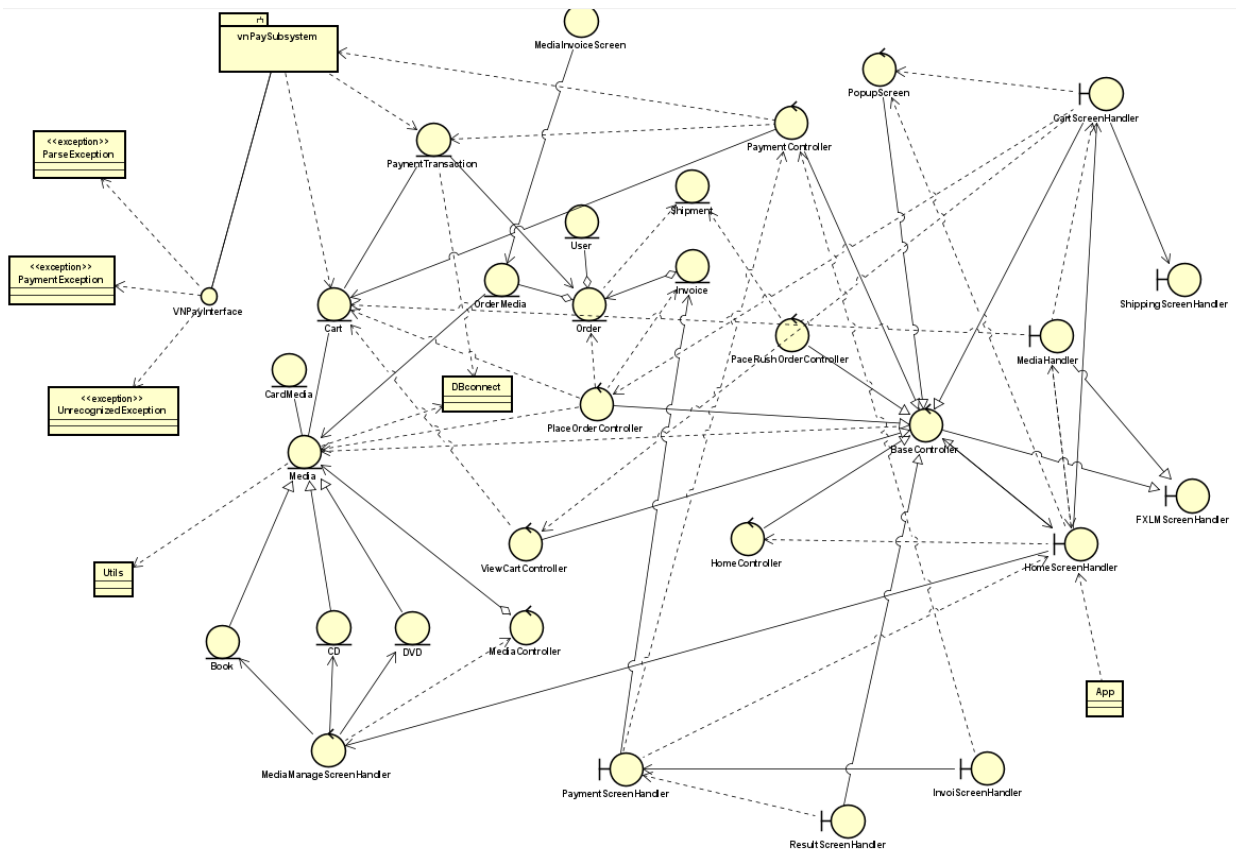 vnPaySubsystem
MediaInvoiceScreen
PopupScreen
CartScreenHandler
<<exception>>
ParseException
PaynentTransaction
PaymentController
Shipment
User
<<exception>>
PaymentException
VNPayInterface
Cart
OrderMedia
Order
Invoice
ShippingScreenHandler
PaceRushOrderController
MediaHandler
<<exception>>
UnrecognizedException
CardMedia
DBconnect
PlaceOrderController
BaseController
Media
FXLMScreenHandler
Utils
ViewCartController
HomeController
HomeScreenHandler
Book
CD
DVD
MediaController
App
MediaManageScreenHandler
PaymentScreenHandler
InvoiScreenHandler
ResultScreenHandler